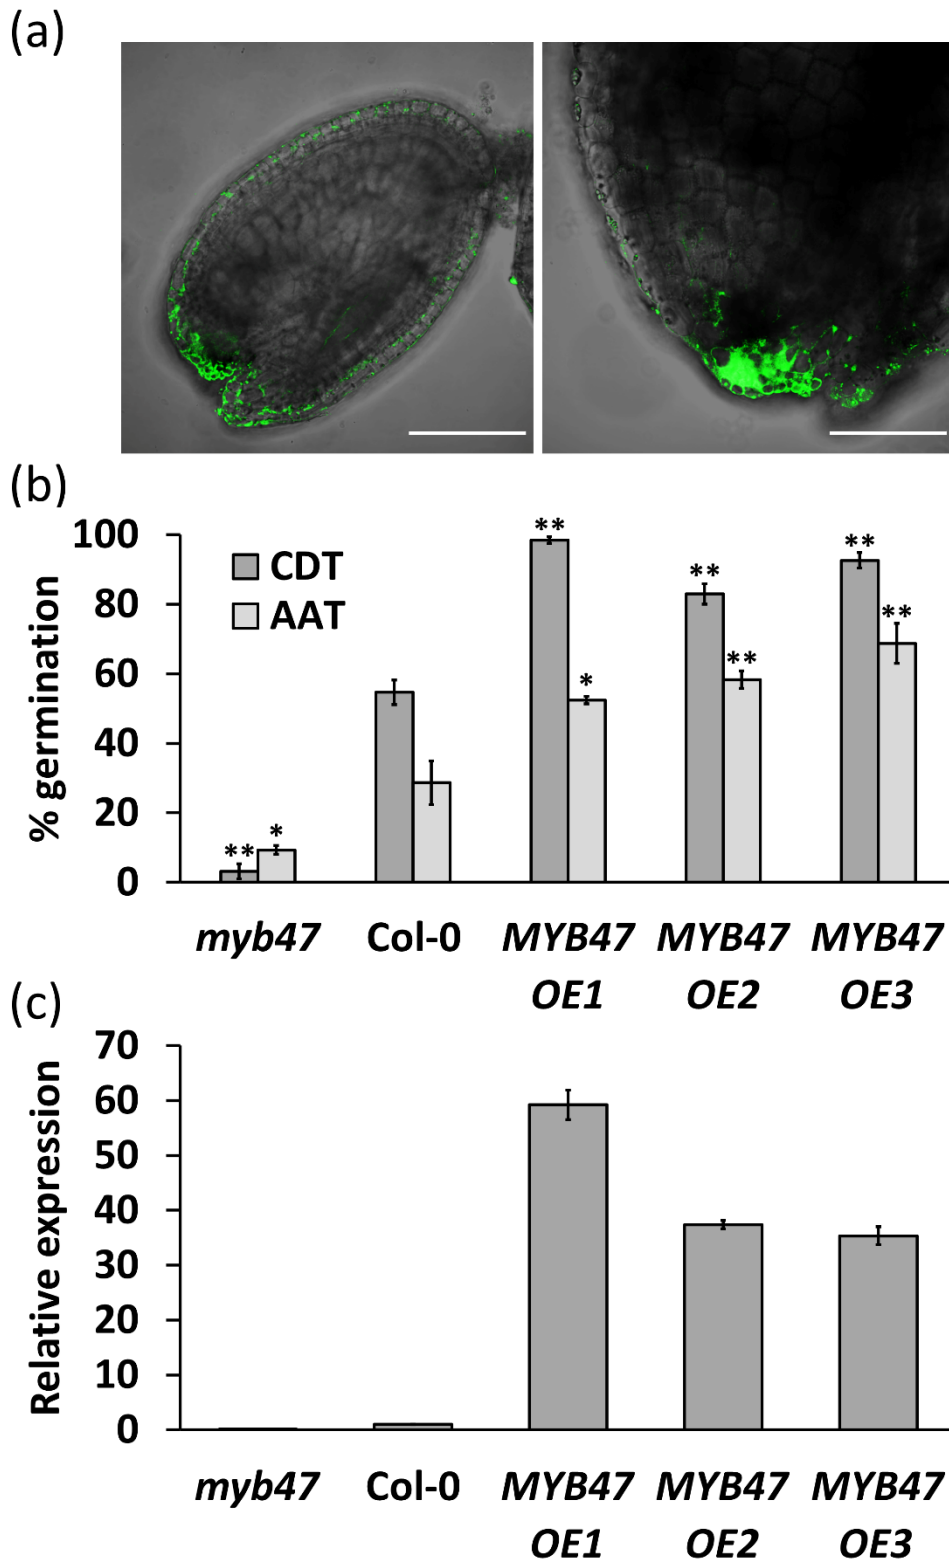 (a)
(b)
% germination
100
80
60
40
20
0
CDT
AAT
** *
** *
** **
** **
myb47 Col-0 MYB47 MYB47 MYB47
OE1 OE2 OE3
(c)
Relative expression
70
60
50
40
30
20
10
0
myb47 Col-0 MYB47 MYB47 MYB47
OE1 OE2 OE3